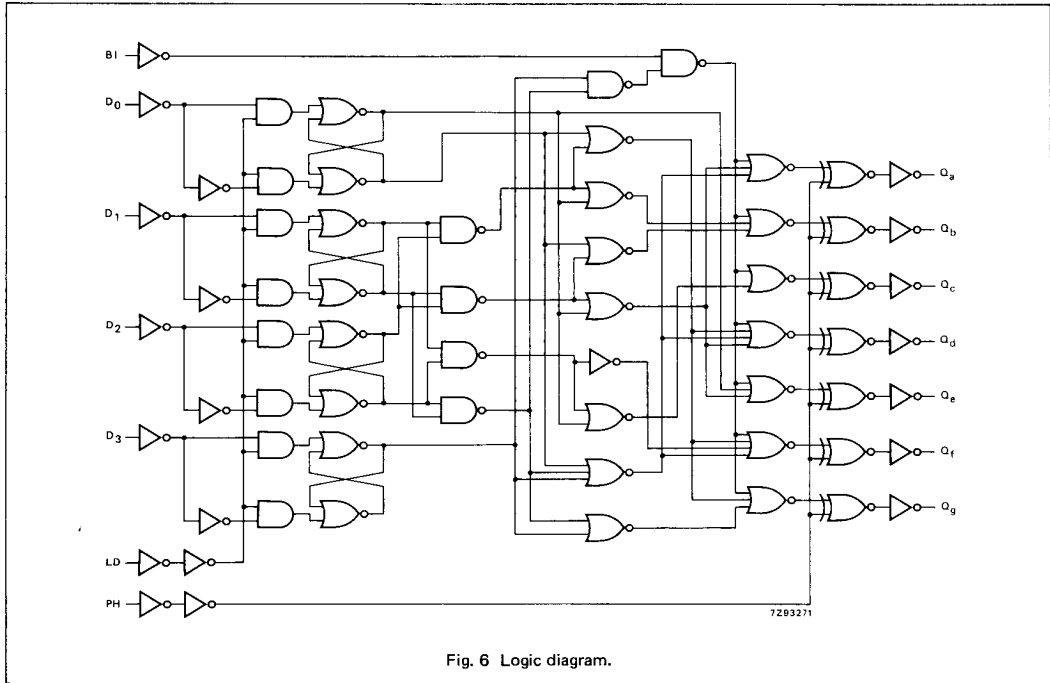 BI
D0
D1
D2
D3
LD
PH
Qa
Qb
Qc
Qd
Qe
Qf
Qg
7Z93271
Fig. 6 Logic diagram.